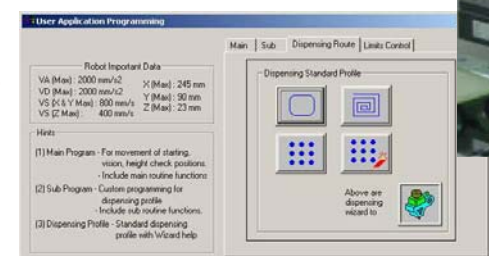 User Application Programming
Main
Sub
Dispensing Route
Limits Control
Robot Important Data
VA (Max) : 2000 mm/s2
VD (Max) : 2000 mm/s2
VS (X & Y Max) : 800 mm/s
VS (Z Max) : 400 mm/s
X (Max) : 245 mm
Y (Max) : 90 mm
Z (Max) : 23 mm
Hints
(1) Main Program - For movement of starting,
vision, height check positions.
- Include main routine functions
(2) Sub Program - Custom programming for
dispensing profile
- Include sub routine functions.
(3) Dispensing Profile - Standard dispensing
profile with Wizard help
Dispensing Standard Profile
Above are
dispensing
wizard to